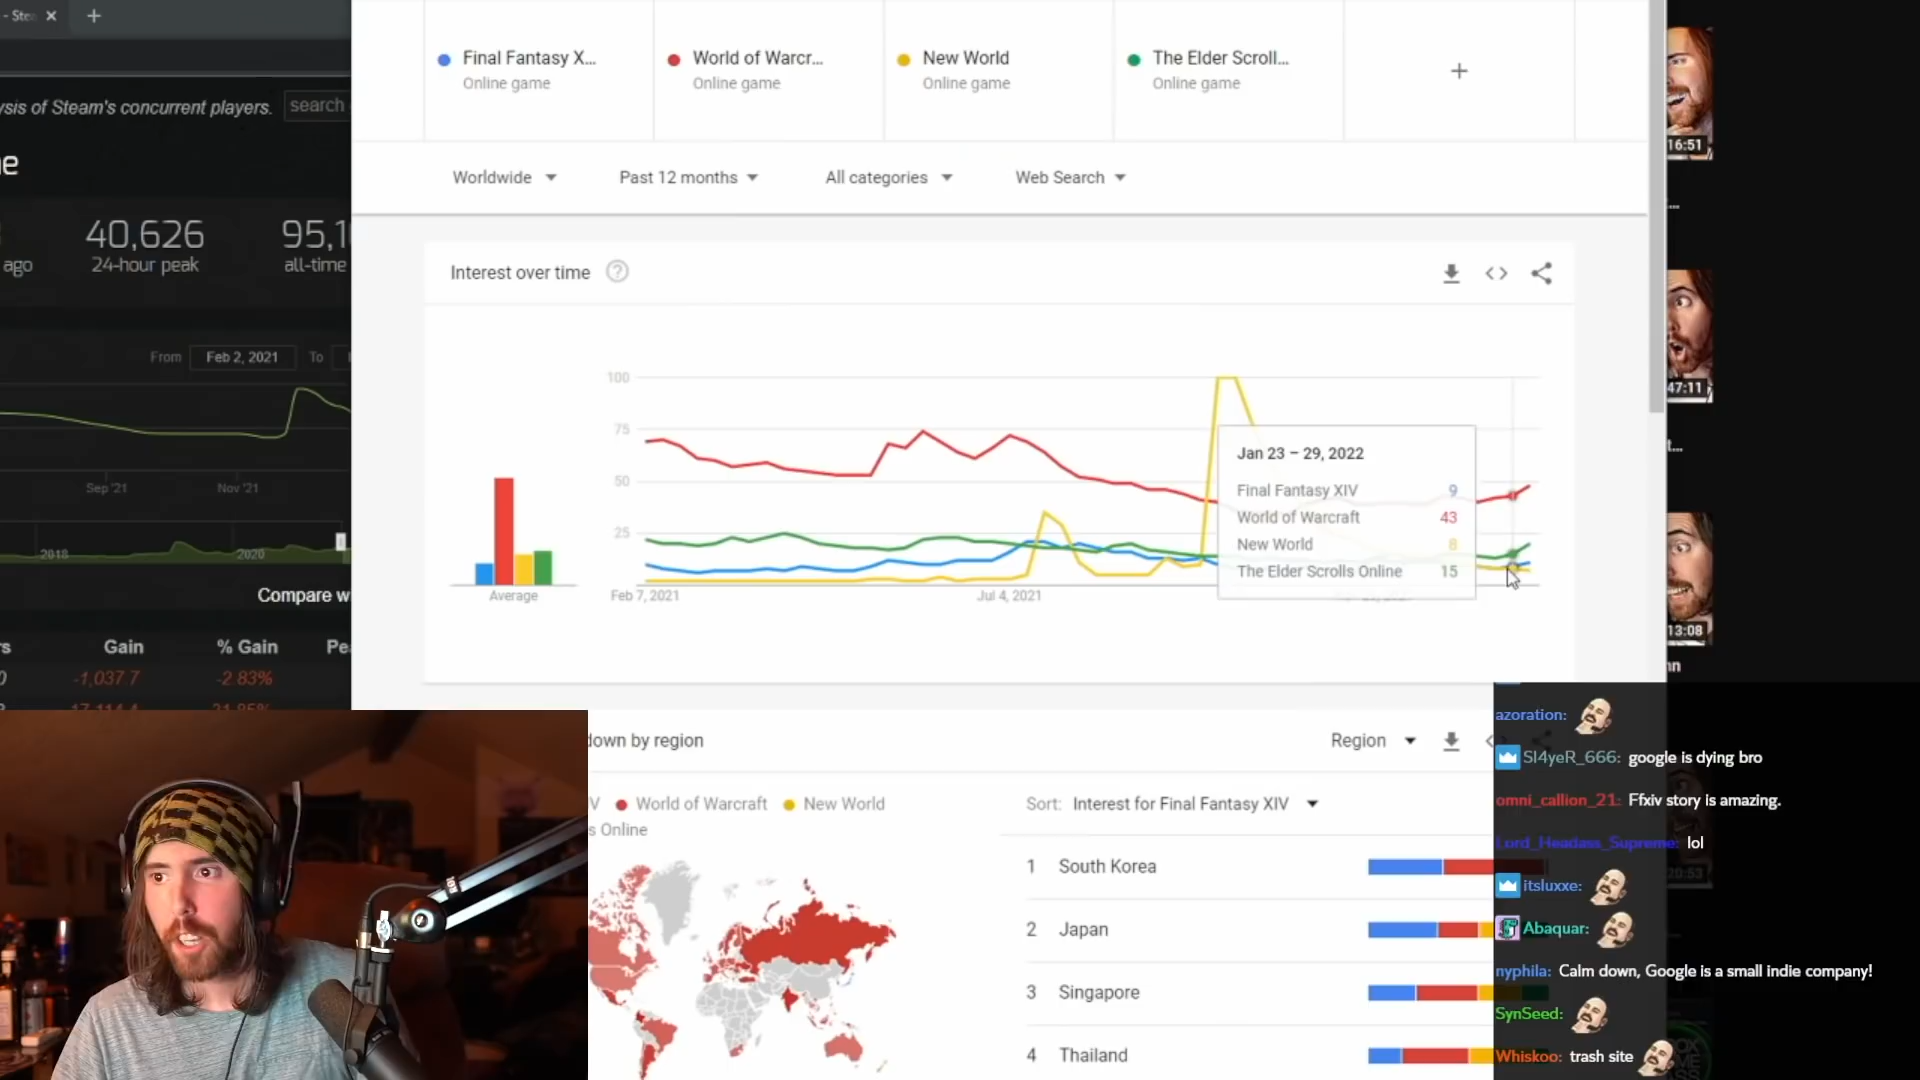 - Ste
ysis of Steam's concurrent players.
search
e
40,626
95,1
ago
24-hour peak
all-time
From
Feb 2, 2021
To
Sep '21
Nov '21
2018
2020
Compare w
rs
Gain
% Gain
Pe
0
-1,037.7
-2.83%
Final Fantasy X...
Online game
World of Warcr...
Online game
New World
Online game
The Elder Scroll...
Online game
+
Worldwide
Past 12 months
All categories
Web Search
Interest over time
?
100
75
50
25
Average
Feb 7, 2021
Jul 4, 2021
Jan 23 – 29, 2022
Final Fantasy XIV 9
World of Warcraft 43
New World 8
The Elder Scrolls Online 15
down by region
Region
V
World of Warcraft
New World
s Online
Sort: Interest for Final Fantasy XIV
1 South Korea
2 Japan
3 Singapore
4 Thailand
16:51
47:11
13:08
nn
20:53
azoration:
Sl4yeR_666: google is dying bro
omni_callion_21: Ffxiv story is amazing.
Lord_Headass_Supreme: lol
itsluxxe:
Abaquar:
nyphila: Calm down, Google is a small indie company!
SynSeed:
Whiskoo: trash site